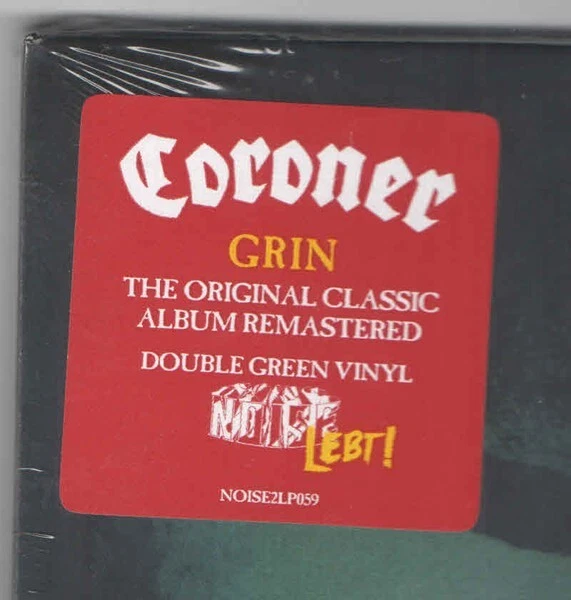 Coroner
GRIN
THE ORIGINAL CLASSIC
ALBUM REMASTERED
DOUBLE GREEN VINYL
NOISE
LEBT!
NOISE2LP059